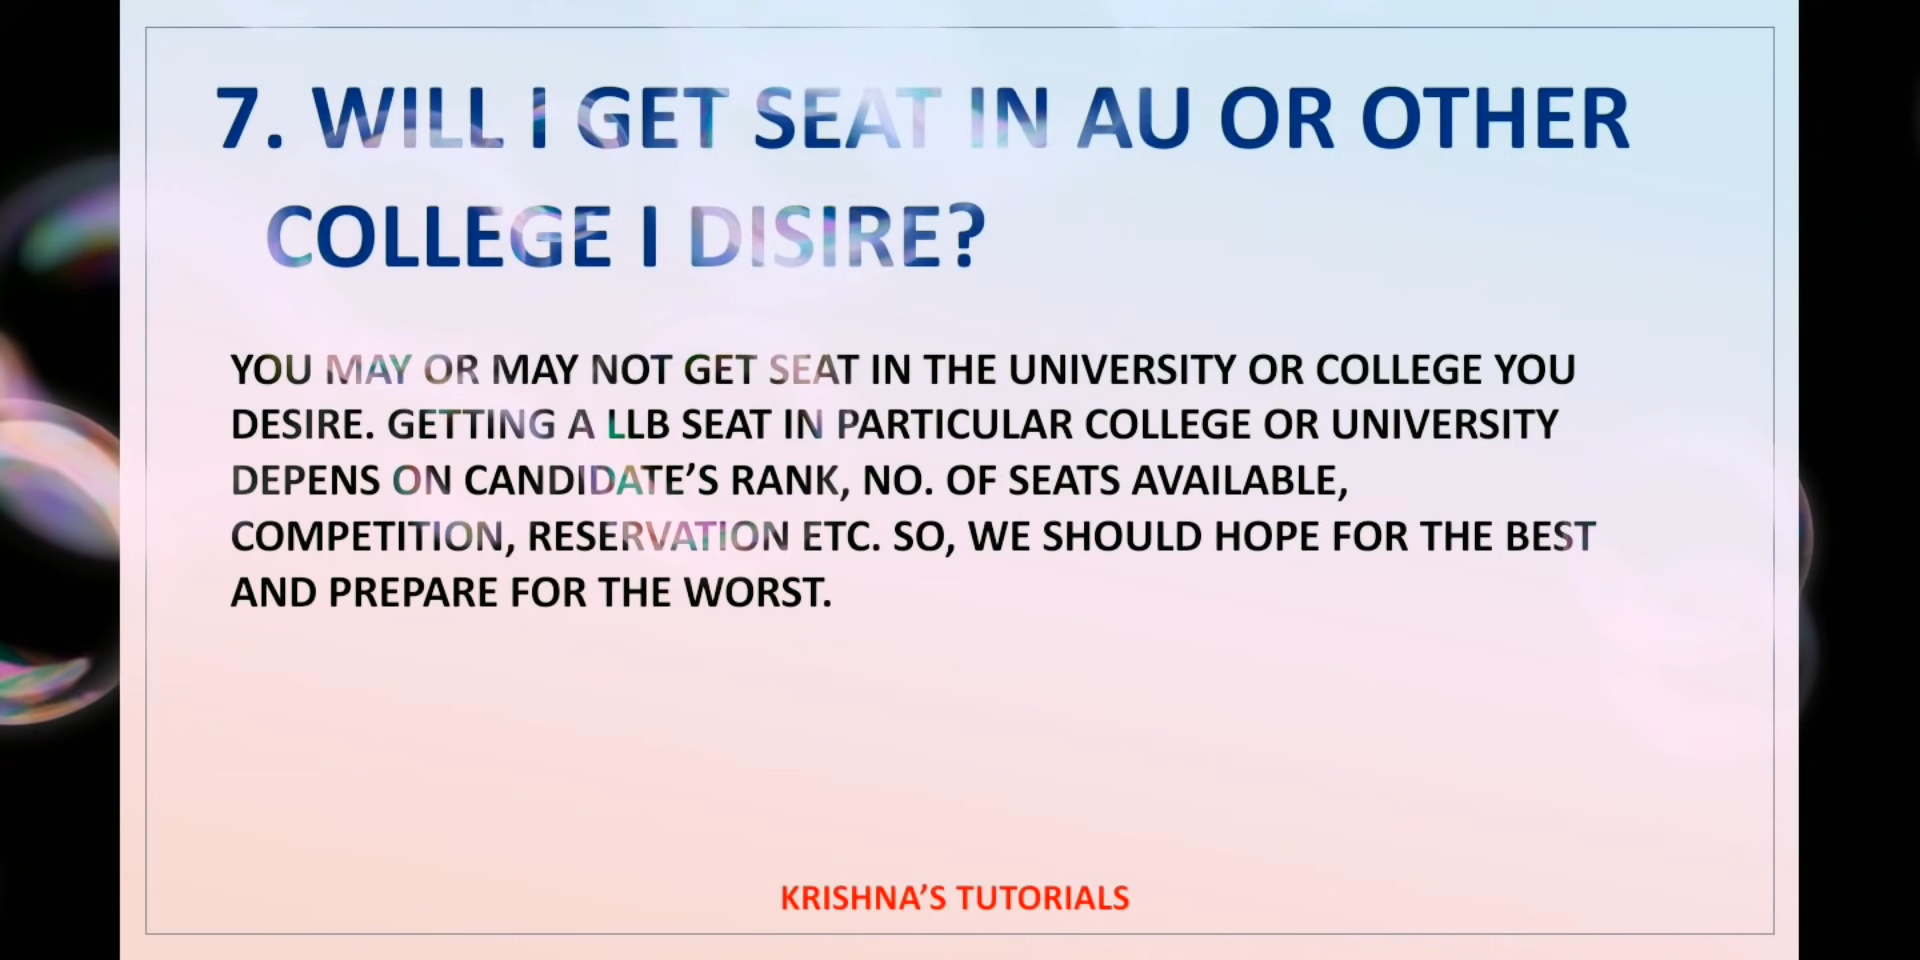 7. WILL I GET SEAT IN AU OR OTHER
COLLEGE I DISIRE?
YOU MAY OR MAY NOT GET SEAT IN THE UNIVERSITY OR COLLEGE YOU
DESIRE. GETTING A LLB SEAT IN PARTICULAR COLLEGE OR UNIVERSITY
DEPENS ON CANDIDATE’S RANK, NO. OF SEATS AVAILABLE,
COMPETITION, RESERVATION ETC. SO, WE SHOULD HOPE FOR THE BEST
AND PREPARE FOR THE WORST.
KRISHNA’S TUTORIALS